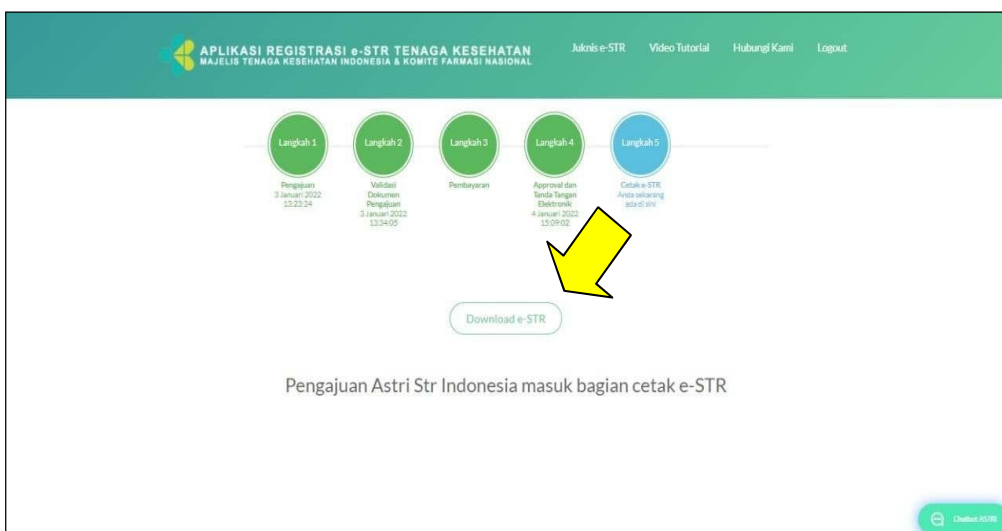 APLIKASI REGISTRASI e-STR TENAGA KESEHATAN
MAJELIS TENAGA KESEHATAN INDONESIA & KOMITE FARMASI NASIONAL
Juknis e-STR
Video Tutorial
Hubungi Kami
Logout
Langkah 1
Langkah 2
Langkah 3
Langkah 4
Langkah 5
Pengajuan
3 Januari 2022
13:23:24
Validasi
Dokumen
Pengajuan
3 Januari 2022
13:34:05
Pembayaran
Approval dan
Tanda Tangan
Elektronik
4 Januari 2022
15:09:02
Cetak e-STR
Anda sekarang
ada di sini
Download e-STR
Pengajuan Astri Str Indonesia masuk bagian cetak e-STR
Chatbot ASTRI